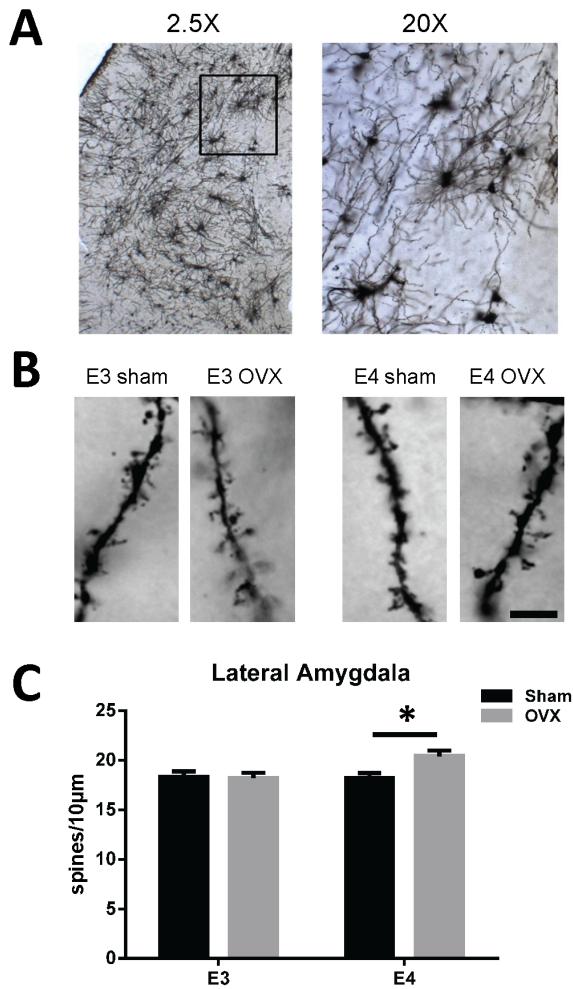 A
2.5X 20X
B
E3 sham E3 OVX E4 sham E4 OVX
C
Lateral Amygdala
Sham
OVX
spines/10μm
25
20
15
10
5
0
*
E3 E4